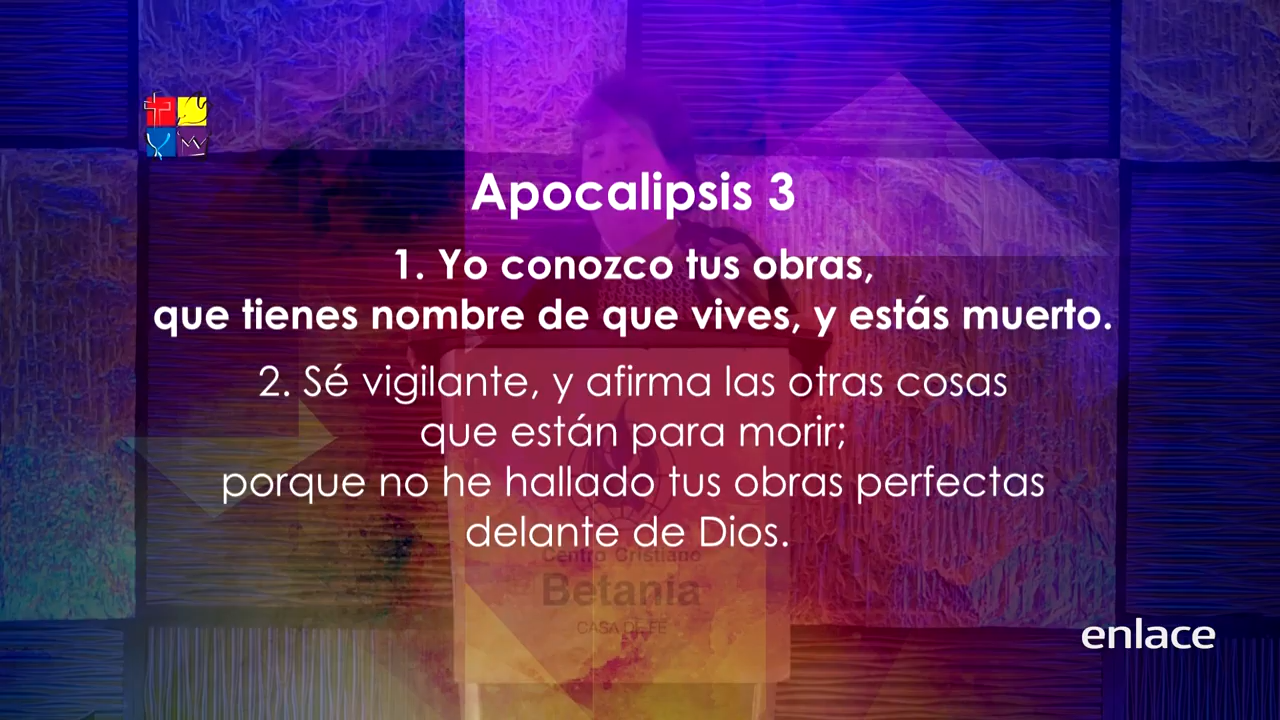 Apocalipsis 3
1. Yo conozco tus obras,
que tienes nombre de que vives, y estás muerto.
2. Sé vigilante, y afirma las otras cosas
que están para morir;
porque no he hallado tus obras perfectas
delante de Dios.
Centro Cristiano
Betania
CASA DE FE
enlace